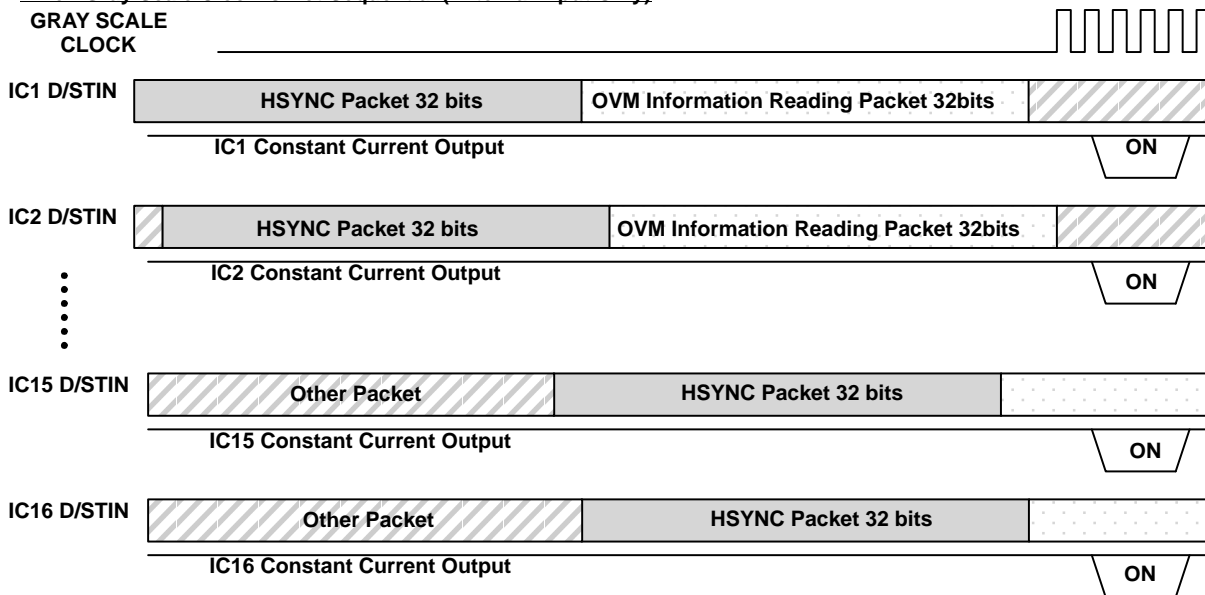 GRAY SCALE
CLOCK
IC1 D/STIN
HSYNC Packet 32 bits
OVM Information Reading Packet 32bits
IC1 Constant Current Output
ON
IC2 D/STIN
HSYNC Packet 32 bits
OVM Information Reading Packet 32bits
IC2 Constant Current Output
ON
IC15 D/STIN
Other Packet
HSYNC Packet 32 bits
IC15 Constant Current Output
ON
IC16 D/STIN
Other Packet
HSYNC Packet 32 bits
IC16 Constant Current Output
ON